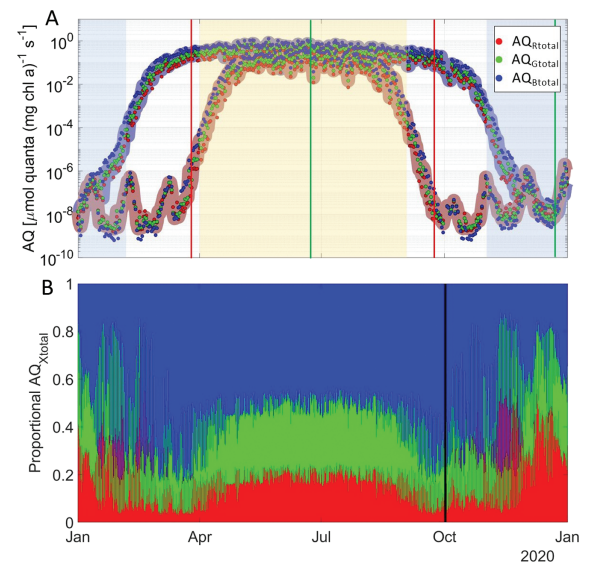 A
AQ [μmol quanta (mg chl a)⁻¹ s⁻¹]
10⁰
10⁻²
10⁻⁴
10⁻⁶
10⁻⁸
10⁻¹⁰
AQRtotal
AQGtotal
AQBtotal
B
Proportional AQXtotal
1
0.8
0.6
0.4
0.2
0
Jan
Apr
Jul
Oct
Jan
2020